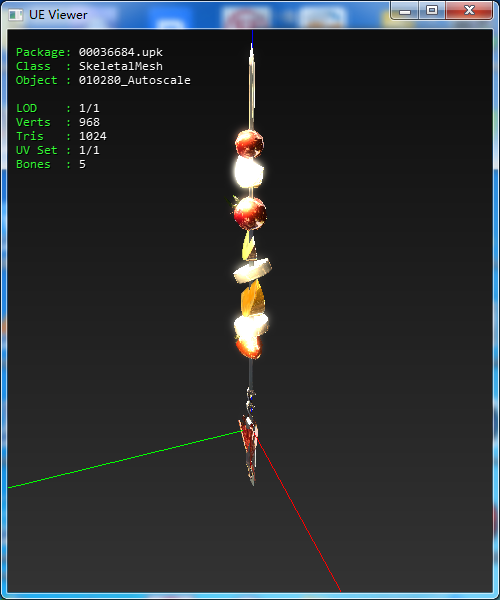 UE Viewer
Package: 00036684.upk
Class : SkeletalMesh
Object : 010280_Autoscale
LOD : 1/1
Verts : 968
Tris : 1024
UV Set : 1/1
Bones : 5